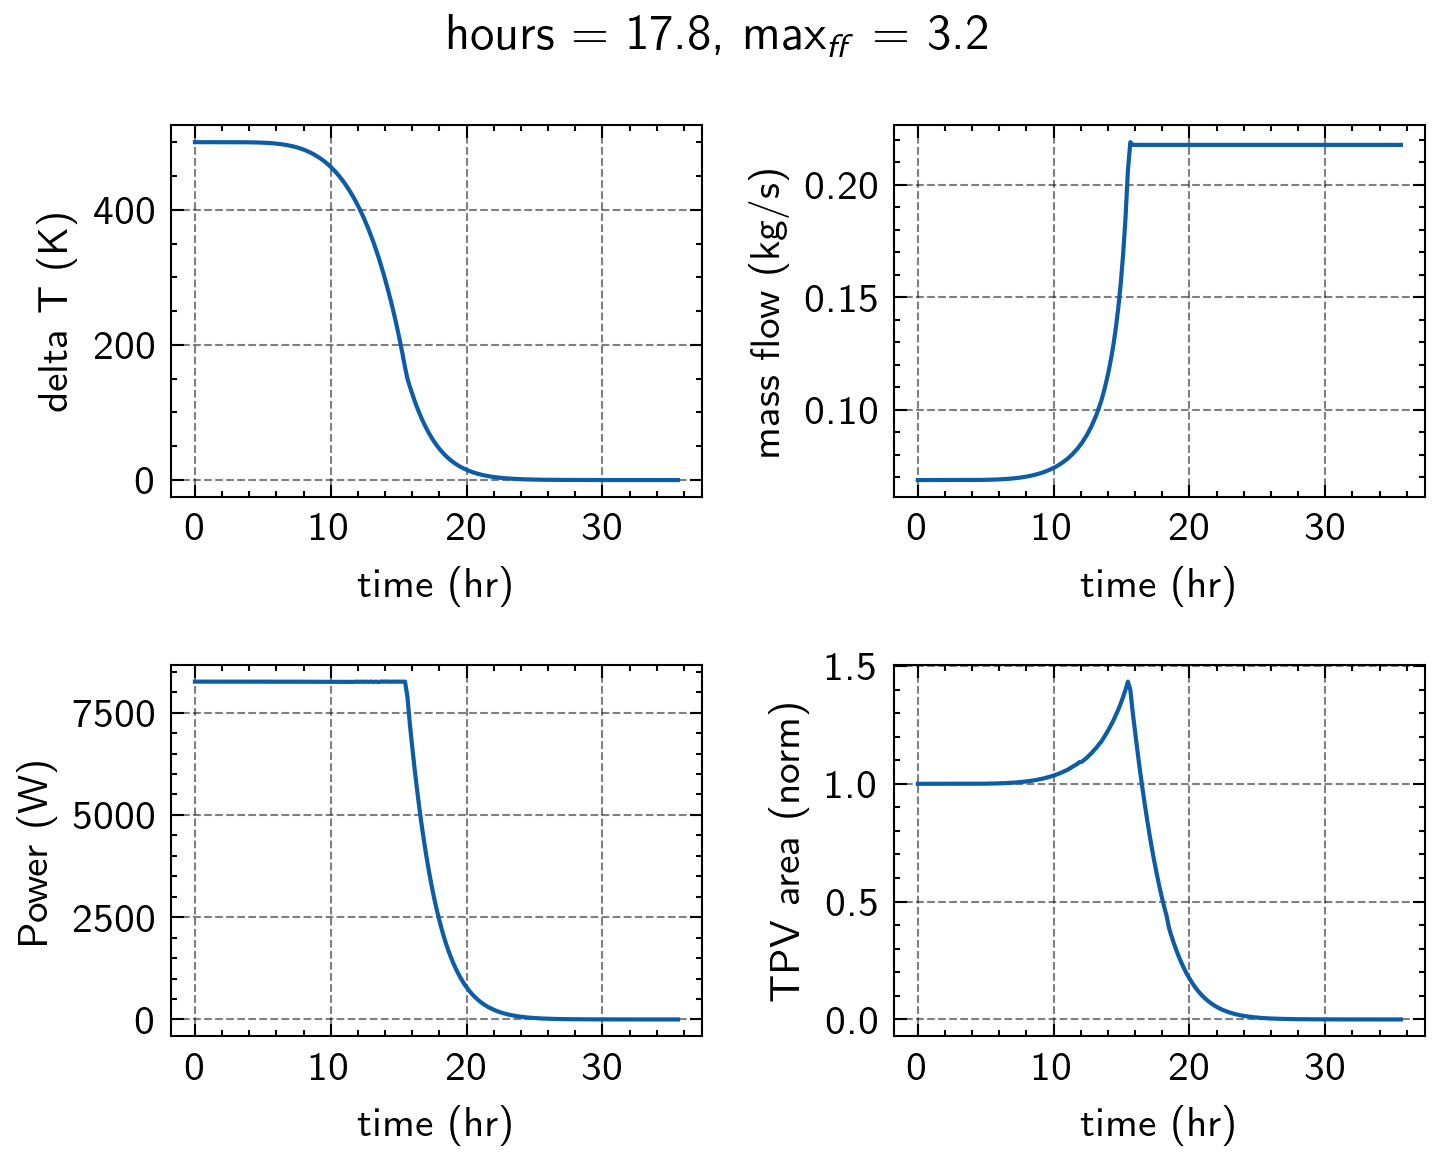 hours = 17.8, max_ff = 3.2
400
200
0
delta T (K)
0 10 20 30
time (hr)
0.20
0.15
0.10
mass flow (kg/s)
0 10 20 30
time (hr)
7500
5000
2500
0
Power (W)
0 10 20 30
time (hr)
1.5
1.0
0.5
0.0
TPV area (norm)
0 10 20 30
time (hr)